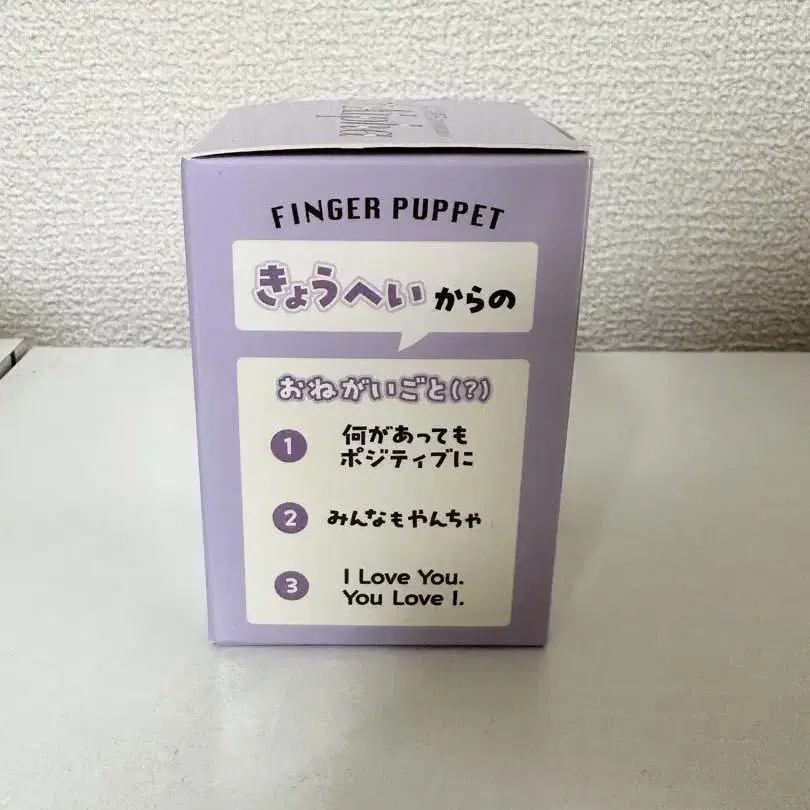 FINGER PUPPET
きょうへいからの
おねがいごと(?)
1 何があっても
ポジティブに
2 みんなもやんちゃ
3 I Love You.
You Love I.